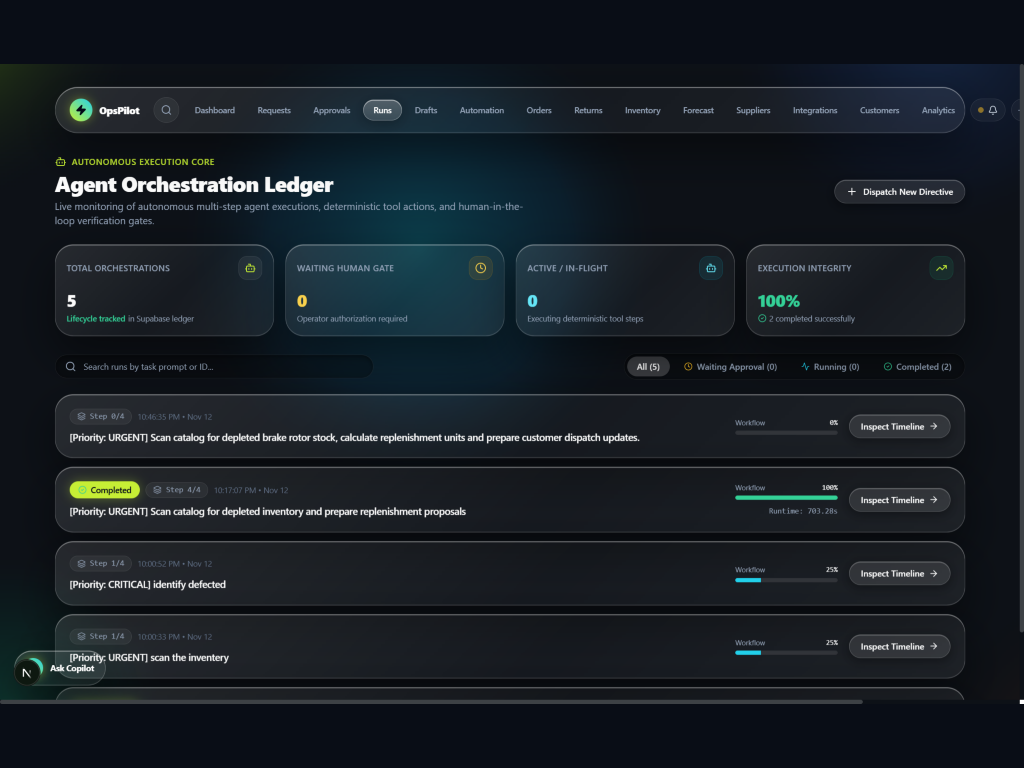 OpsPilot
Dashboard
Requests
Approvals
Runs
Drafts
Automation
Orders
Returns
Inventory
Forecast
Suppliers
Integrations
Customers
Analytics
AUTONOMOUS EXECUTION CORE
Agent Orchestration Ledger
Live monitoring of autonomous multi-step agent executions, deterministic tool actions, and human-in-the-
loop verification gates.
Dispatch New Directive
TOTAL ORCHESTRATIONS
5
Lifecycle tracked in Supabase ledger
WAITING HUMAN GATE
0
Operator authorization required
ACTIVE / IN-FLIGHT
0
Executing deterministic tool steps
EXECUTION INTEGRITY
100%
2 completed successfully
Search runs by task prompt or ID...
All (5)
Waiting Approval (0)
Running (0)
Completed (2)
Step 0/4 10:46:35 PM • Nov 12
[Priority: URGENT] Scan catalog for depleted brake rotor stock, calculate replenishment units and prepare customer dispatch updates.
Workflow 0%
Inspect Timeline
Completed Step 4/4 10:17:07 PM • Nov 12
[Priority: URGENT] Scan catalog for depleted inventory and prepare replenishment proposals
Workflow 100%
Runtime: 703.28s
Inspect Timeline
Step 1/4 10:00:52 PM • Nov 12
[Priority: CRITICAL] identify defected
Workflow 25%
Inspect Timeline
Step 1/4 10:00:33 PM • Nov 12
[Priority: URGENT] scan the inventery
Workflow 25%
Inspect Timeline
N
Ask Copilot